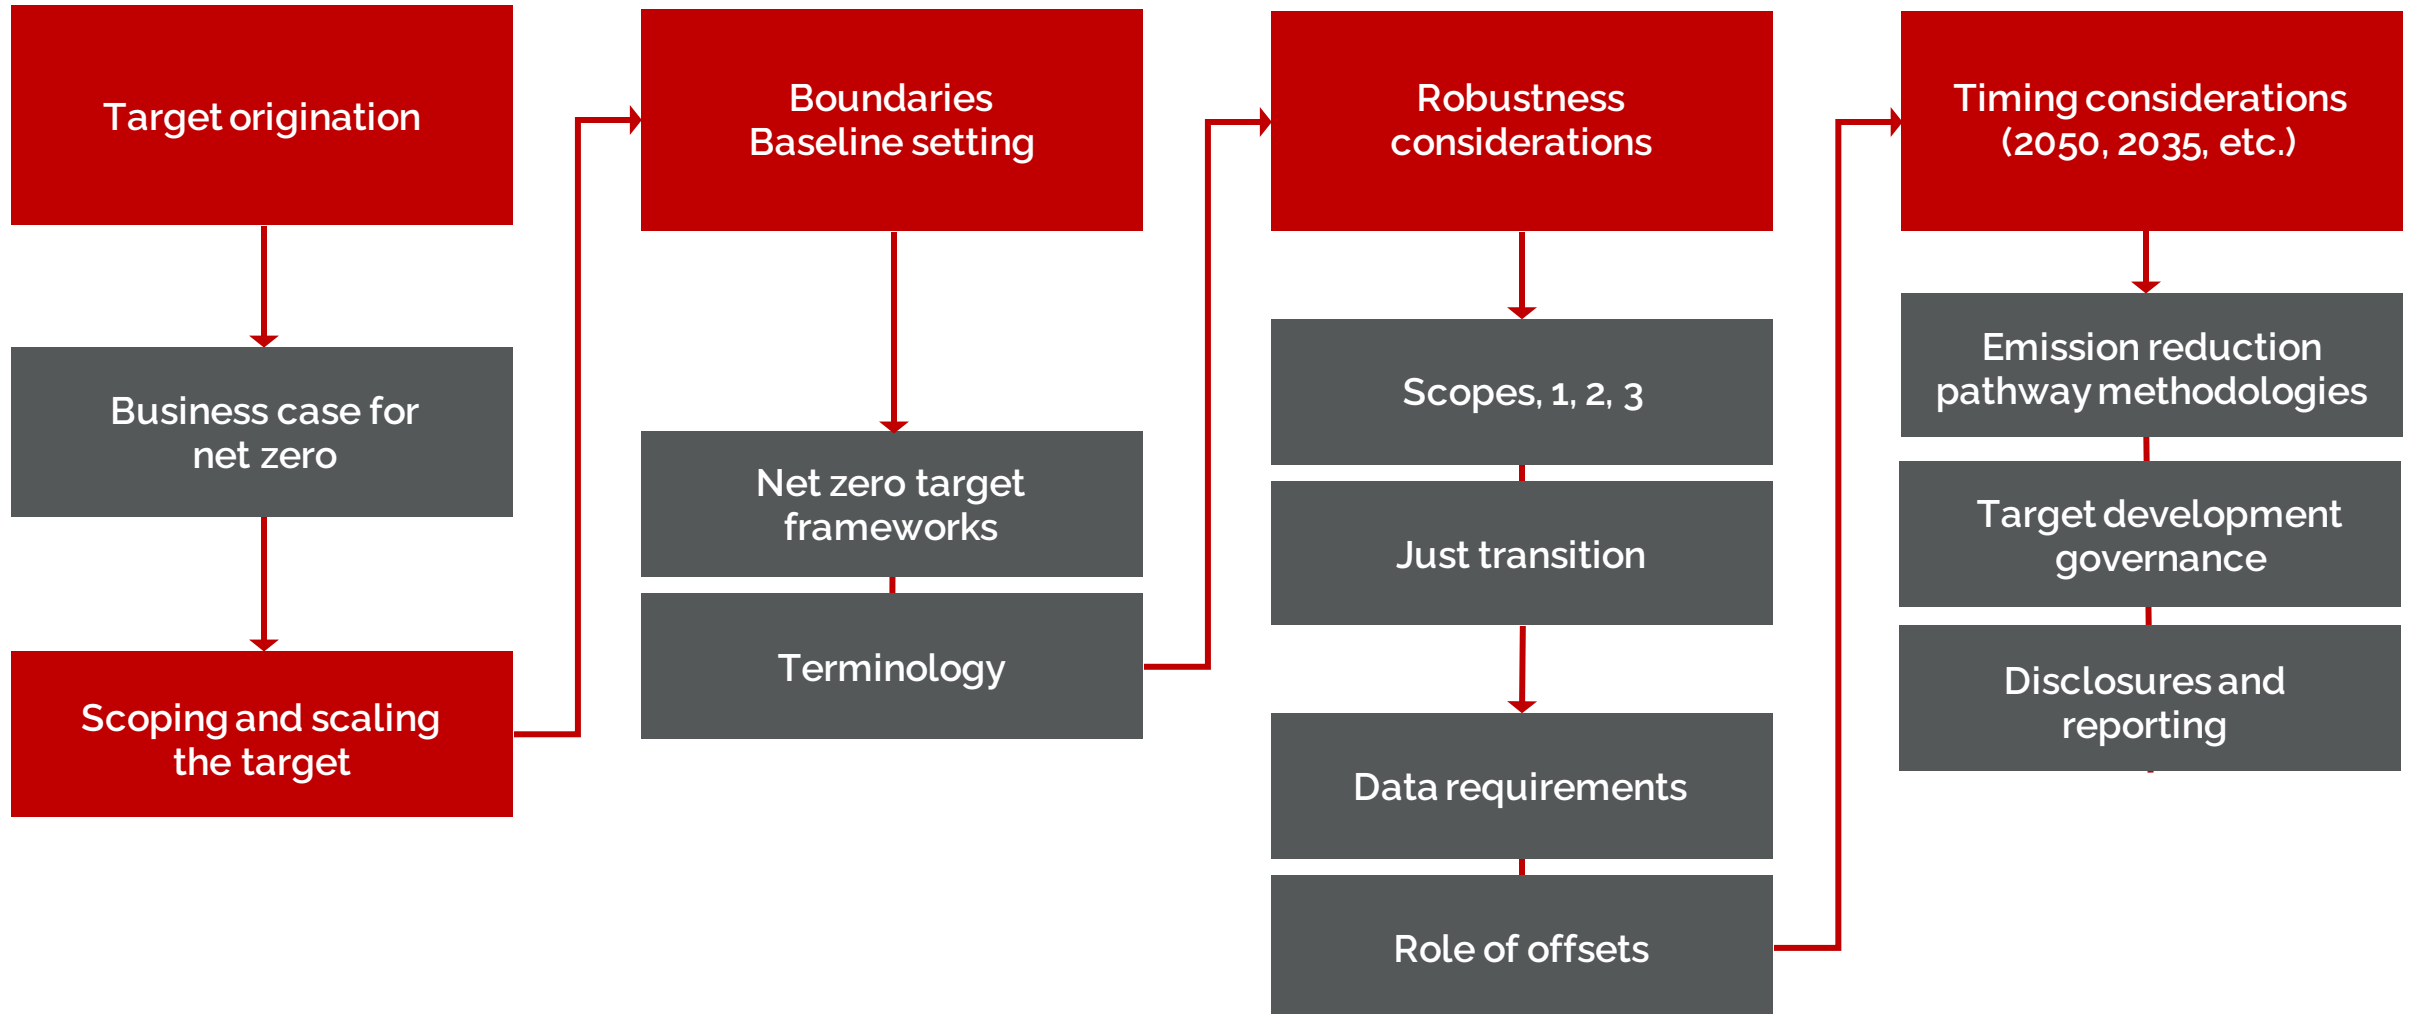 Target origination
Business case for
net zero
Scoping and scaling
the target
Boundaries
Baseline setting
Net zero target
frameworks
Terminology
Robustness
considerations
Scopes, 1, 2, 3
Just transition
Data requirements
Role of offsets
Timing considerations
(2050, 2035, etc.)
Emission reduction
pathway methodologies
Target development
governance
Disclosures and
reporting